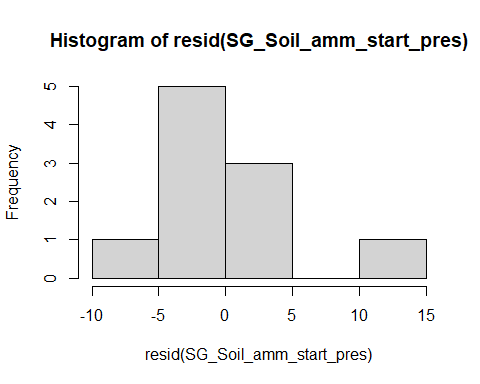 Histogram of resid(SG_Soil_amm_start_pres)
Frequency
5
4
3
2
1
0
-10 -5 0 5 10 15
resid(SG_Soil_amm_start_pres)